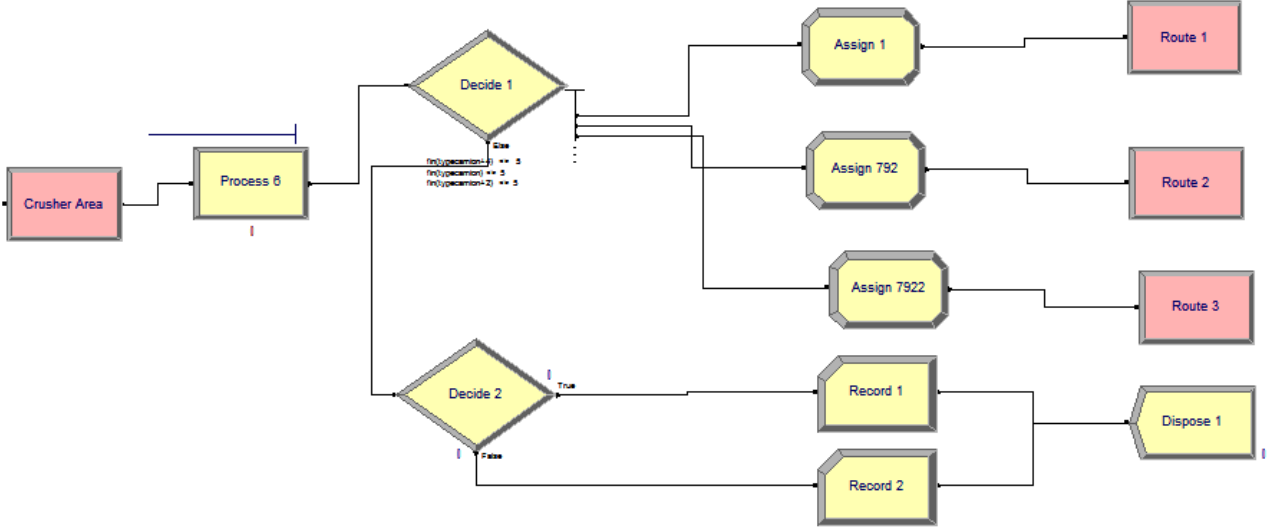 Decide 1
Assign 1
Route 1
Else
Process 6
Assign 792
Route 2
Crusher Area
Assign 7922
Route 3
Decide 2
True
False
Record 1
Record 2
Dispose 1